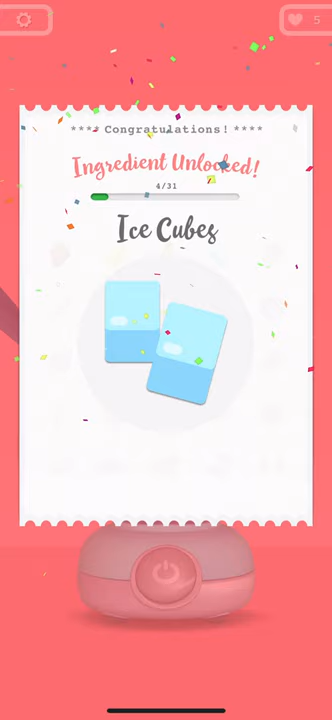 5
**** Congratulations! ****
Ingredient Unlocked!
4/31
Ice Cubes